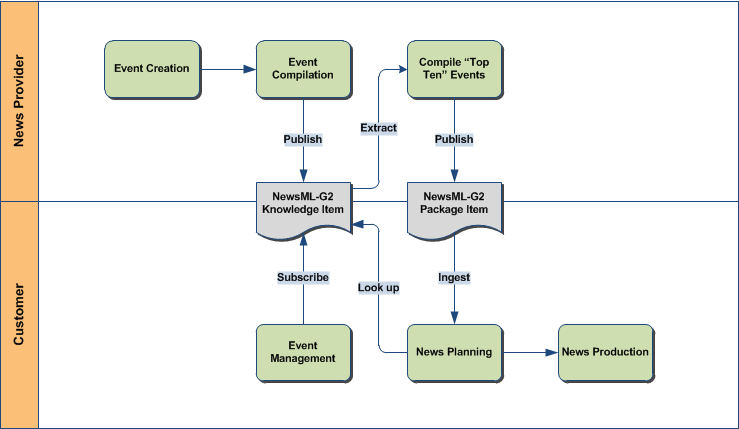 News Provider
Event Creation
Event
Compilation
Compile “Top
Ten” Events
Publish
Extract
Publish
NewsML-G2
Knowledge Item
NewsML-G2
Package Item
Customer
Subscribe
Look up
Ingest
Event
Management
News Planning
News Production